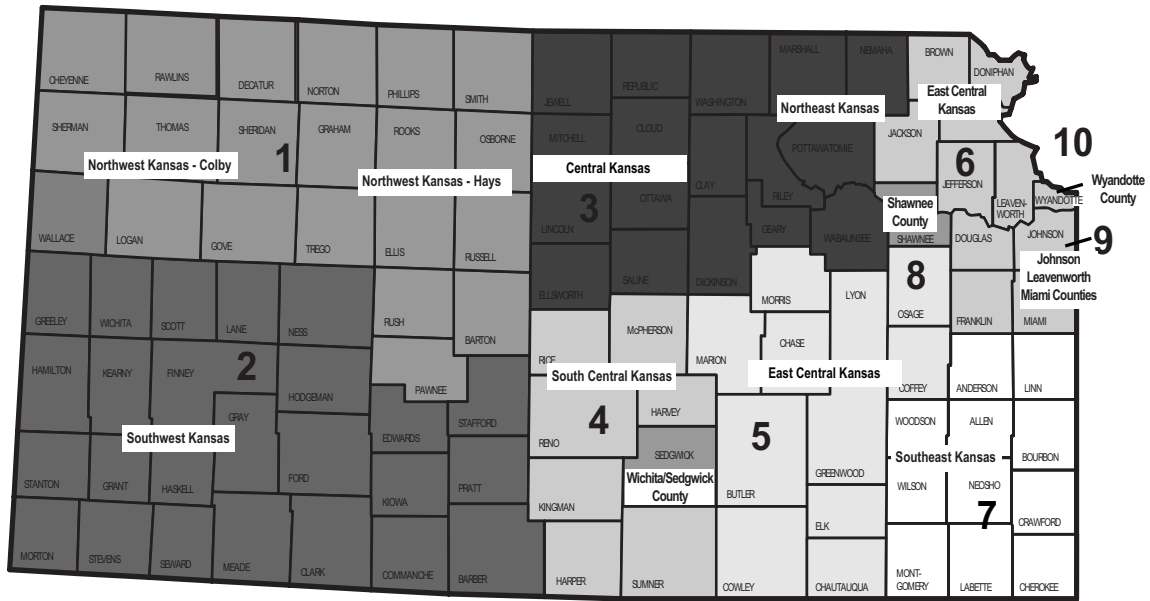 CHEYENNE
RAWLINS
DECATUR
NORTON
PHILLIPS
SMITH
JEWELL
REPUBLIC
WASHINGTON
MARSHALL
NEMAHA
BROWN
DONIPHAN
Northeast Kansas
East Central
Kansas
SHERMAN
THOMAS
SHERIDAN
GRAHAM
ROOKS
OSBORNE
MITCHELL
CLOUD
POTTAWATOMIE
JACKSON
10
Northwest Kansas - Colby
1
Northwest Kansas - Hays
Central Kansas
3
CLAY
RILEY
6
JEFFERSON
Wyandotte
County
WYANDOTTE
LEAVEN-
WORTH
Shawnee
County
SHAWNEE
WALLACE
LOGAN
GOVE
TREGO
ELLIS
RUSSELL
LINCOLN
OTTAWA
GEARY
WABAUNSEE
DOUGLAS
JOHNSON
9
Johnson
Leavenworth
Miami Counties
ELLSWORTH
SALINE
DICKINSON
MORRIS
LYON
8
OSAGE
FRANKLIN
MIAMI
GREELEY
WICHITA
SCOTT
LANE
NESS
RUSH
BARTON
RICE
McPHERSON
MARION
CHASE
HAMILTON
KEARNY
FINNEY
2
HODGEMAN
PAWNEE
South Central Kansas
East Central Kansas
COFFEY
ANDERSON
LINN
GRAY
STAFFORD
HARVEY
WOODSON
ALLEN
Southwest Kansas
EDWARDS
RENO
4
5
SEDGWICK
Southeast Kansas
BOURBON
STANTON
GRANT
HASKELL
FORD
KIOWA
PRATT
KINGMAN
Wichita/Sedgwick
County
BUTLER
GREENWOOD
WILSON
NEOSHO
7
CRAWFORD
ELK
MORTON
STEVENS
SEWARD
MEADE
CLARK
COMMANCHE
BARBER
HARPER
SUMNER
COWLEY
CHAUTAUQUA
MONT-
GOMERY
LABETTE
CHEROKEE